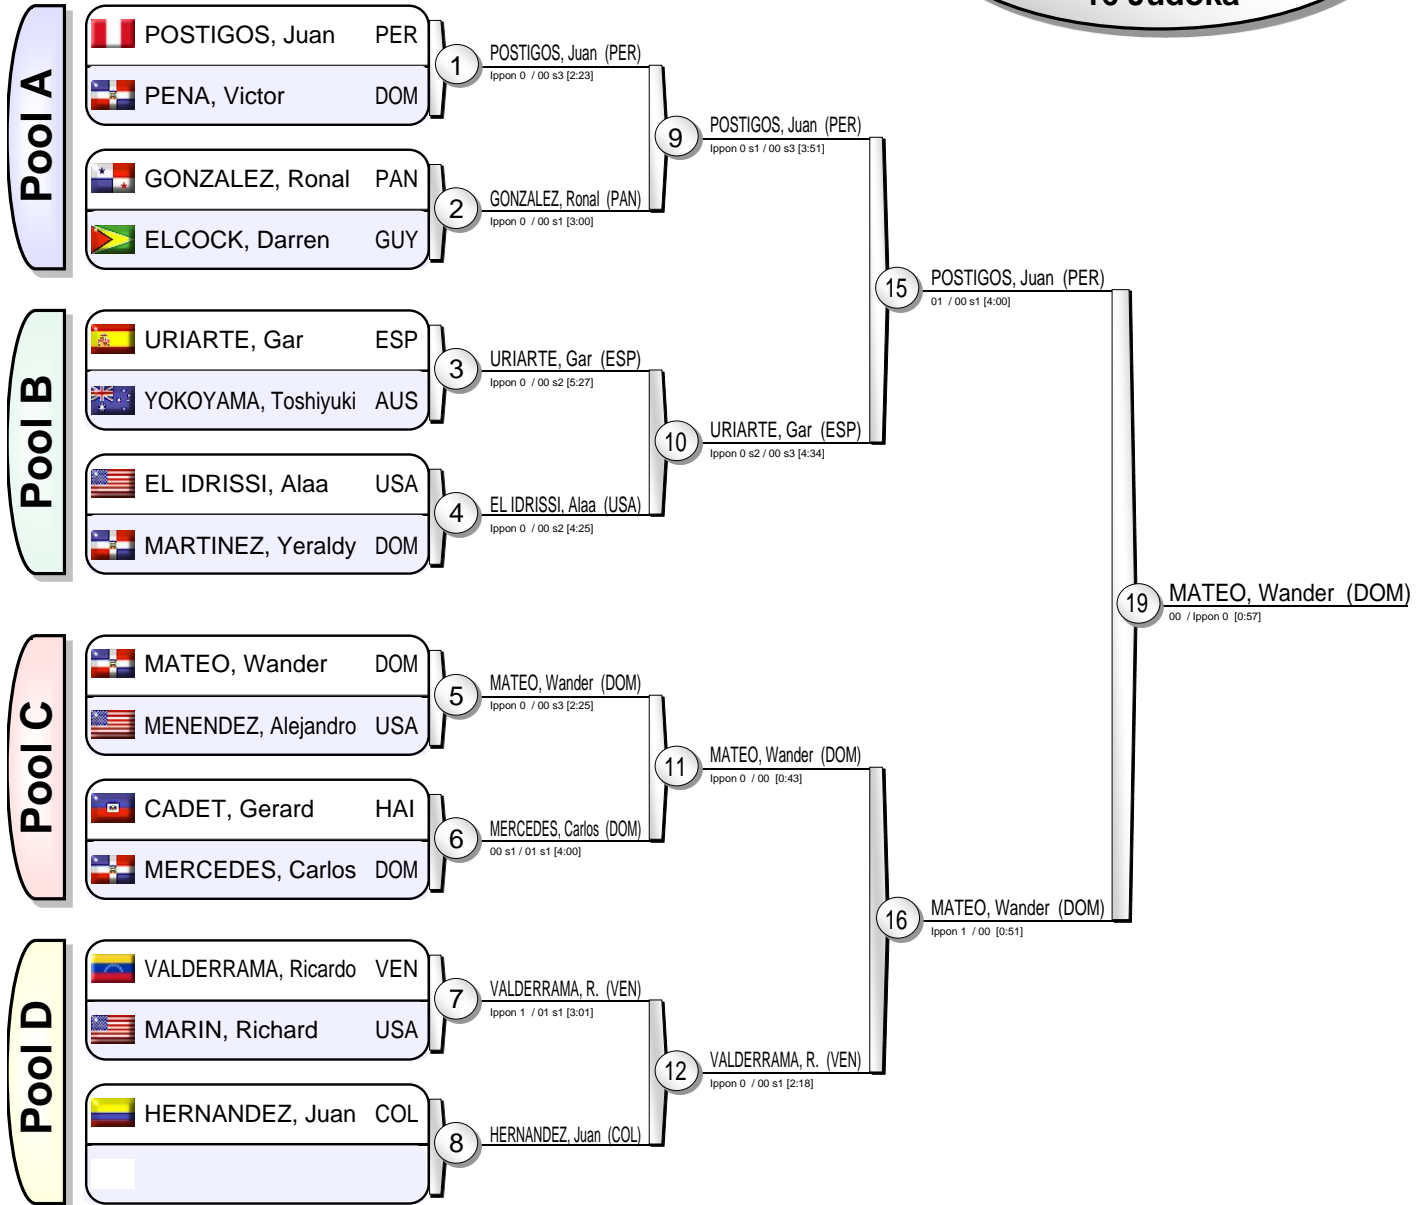 Judoka
Pool A
POSTIGOS, Juan PER
PENA, Victor DOM
GONZALEZ, Ronal PAN
ELCOCK, Darren GUY
1
POSTIGOS, Juan (PER)
Ippon 0 / 00 s3 [2:23]
2
GONZALEZ, Ronal (PAN)
Ippon 0 / 00 s1 [3:00]
9
POSTIGOS, Juan (PER)
Ippon 0 s1 / 00 s3 [3:51]
Pool B
URIARTE, Gar ESP
YOKOYAMA, Toshiyuki AUS
EL IDRISSI, Alaa USA
MARTINEZ, Yeraldy DOM
3
URIARTE, Gar (ESP)
Ippon 0 / 00 s2 [5:27]
4
EL IDRISSI, Alaa (USA)
Ippon 0 / 00 s2 [4:25]
10
URIARTE, Gar (ESP)
Ippon 0 s2 / 00 s3 [4:34]
15
POSTIGOS, Juan (PER)
01 / 00 s1 [4:00]
Pool C
MATEO, Wander DOM
MENENDEZ, Alejandro USA
CADET, Gerard HAI
MERCEDES, Carlos DOM
5
MATEO, Wander (DOM)
Ippon 0 / 00 s3 [2:25]
6
MERCEDES, Carlos (DOM)
00 s1 / 01 s1 [4:00]
11
MATEO, Wander (DOM)
Ippon 0 / 00 [0:43]
Pool D
VALDERRAMA, Ricardo VEN
MARIN, Richard USA
HERNANDEZ, Juan COL
7
VALDERRAMA, R. (VEN)
Ippon 1 / 01 s1 [3:01]
8
HERNANDEZ, Juan (COL)
12
VALDERRAMA, R. (VEN)
Ippon 0 / 00 s1 [2:18]
16
MATEO, Wander (DOM)
Ippon 1 / 00 [0:51]
19
MATEO, Wander (DOM)
00 / Ippon 0 [0:57]